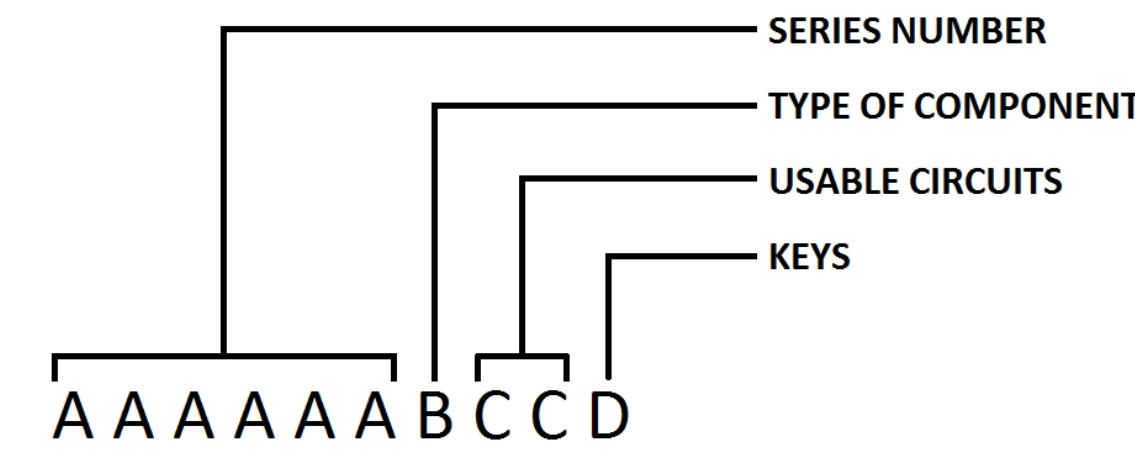 SERIES NUMBER
TYPE OF COMPONENT
USABLE CIRCUITS
KEYS
A A A A A A B C C D